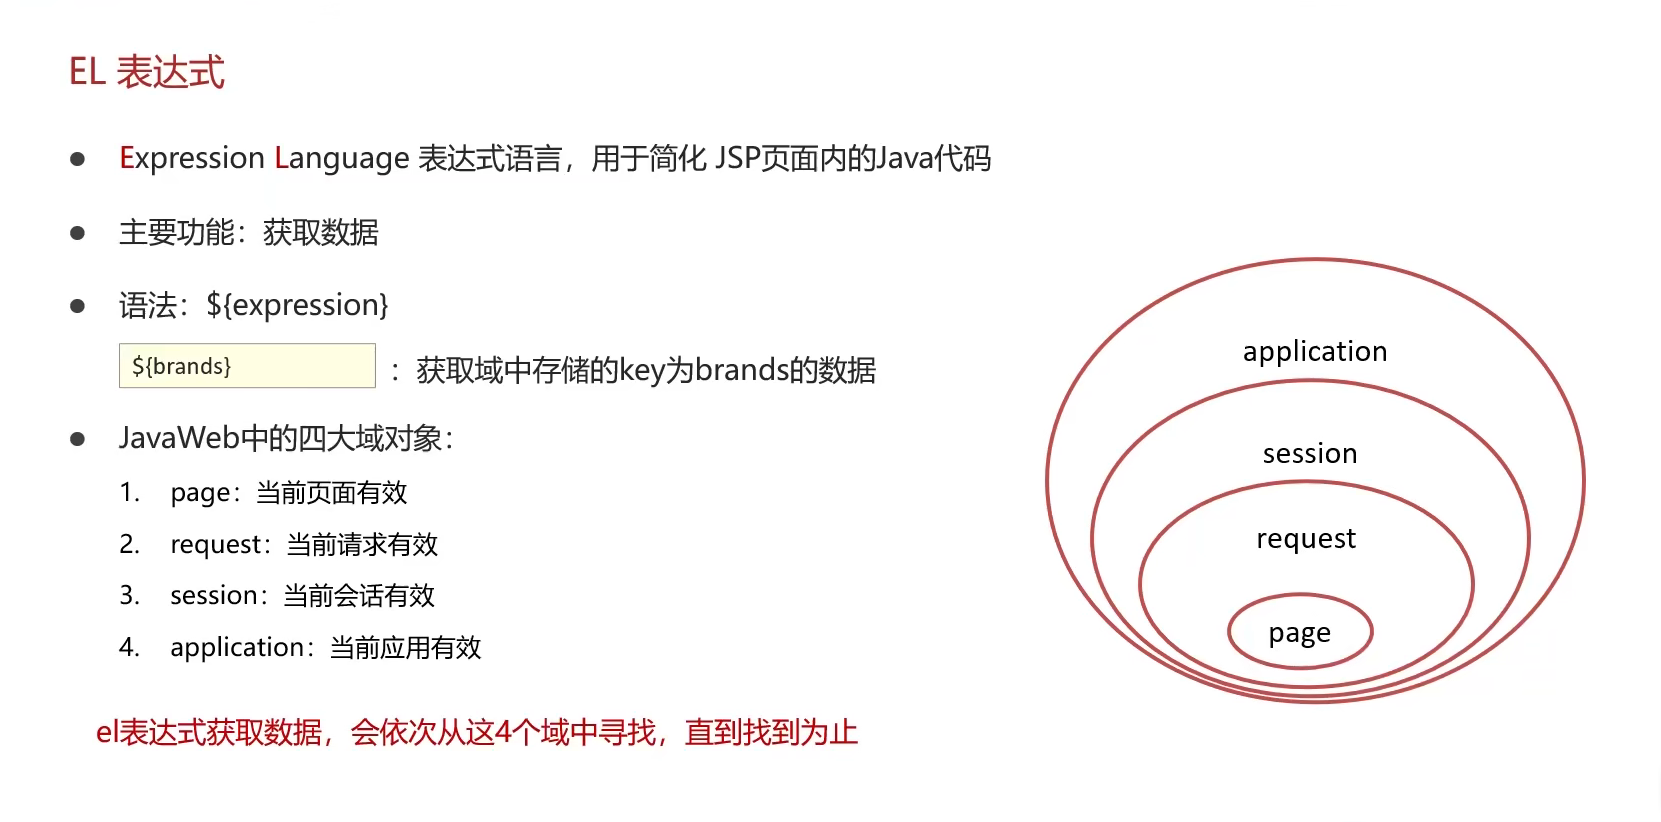 EL 表达式
● Expression Language 表达式语言，用于简化 JSP页面内的Java代码
● 主要功能：获取数据
● 语法：${expression}
${brands} ：获取域中存储的key为brands的数据
● JavaWeb中的四大域对象：
1. page：当前页面有效
2. request：当前请求有效
3. session：当前会话有效
4. application：当前应用有效
el表达式获取数据，会依次从这4个域中寻找，直到找到为止
application
session
request
page